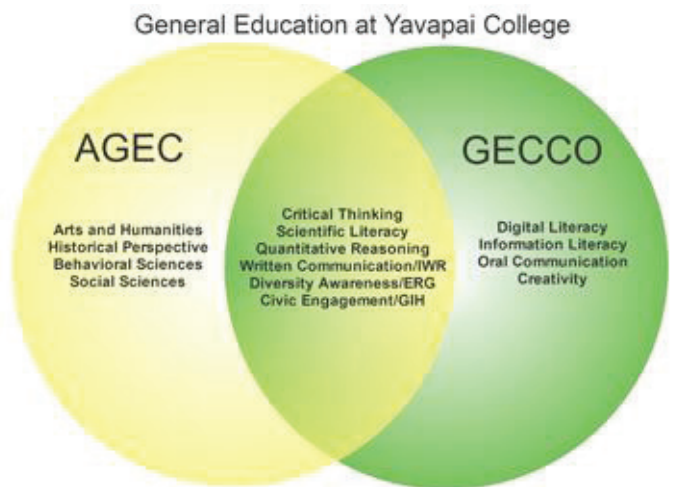 General Education at Yavapai College
AGEC
Arts and Humanities
Historical Perspective
Behavioral Sciences
Social Sciences
Critical Thinking
Scientific Literacy
Quantitative Reasoning
Written Communication/IWR
Diversity Awareness/ERG
Civic Engagement/GIH
GECCO
Digital Literacy
Information Literacy
Oral Communication
Creativity